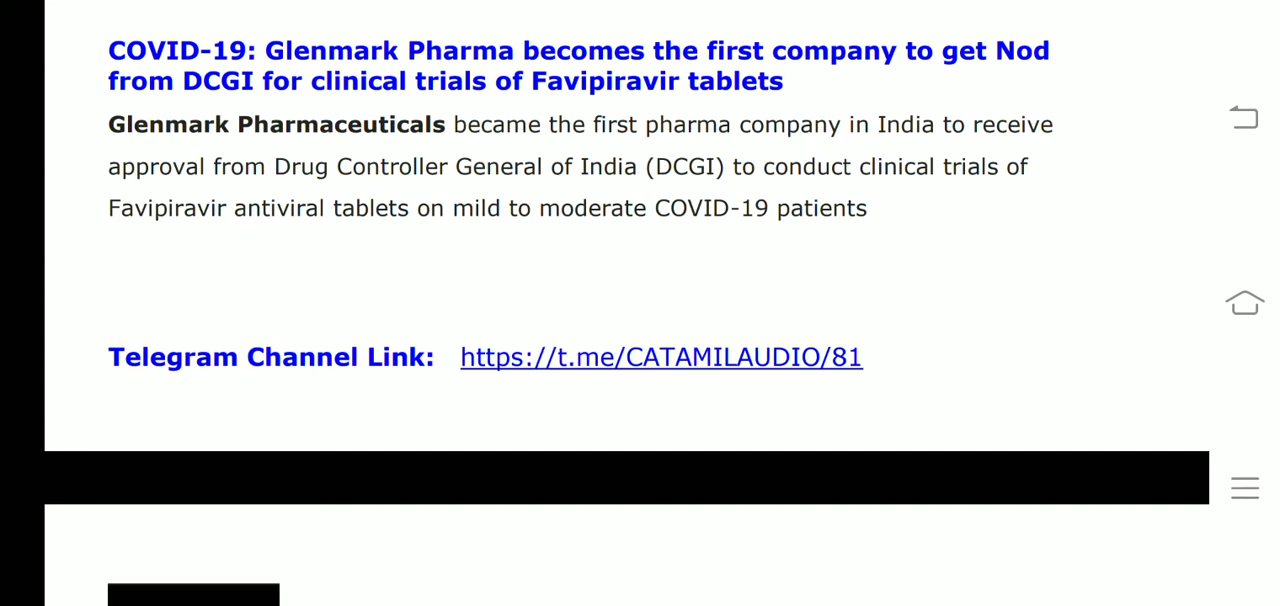 COVID-19: Glenmark Pharma becomes the first company to get Nod
from DCGI for clinical trials of Favipiravir tablets
Glenmark Pharmaceuticals became the first pharma company in India to receive
approval from Drug Controller General of India (DCGI) to conduct clinical trials of
Favipiravir antiviral tablets on mild to moderate COVID-19 patients
Telegram Channel Link: https://t.me/CATAMILAUDIO/81